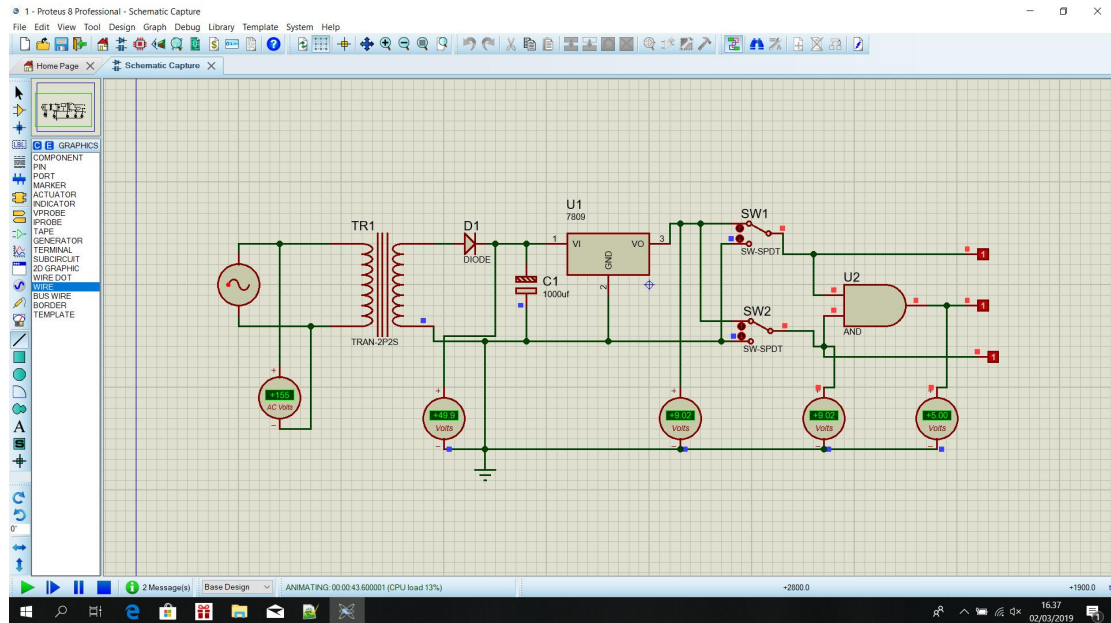 1 - Proteus 8 Professional - Schematic Capture
File Edit View Tool Design Graph Debug Library Template System Help
Home Page
Schematic Capture
C E GRAPHICS
COMPONENT
PIN
PORT
MARKER
ACTUATOR
INDICATOR
VPROBE
IPROBE
TAPE
GENERATOR
TERMINAL
SUBCIRCUIT
2D GRAPHIC
WIRE DOT
WIRE
BUS WIRE
BORDER
TEMPLATE
LBL
A
S
0°
TR1
TRAN-2P2S
D1
DIODE
C1
1000uf
U1
7809
1
VI
VO
3
GND
2
SW1
SW-SPDT
SW2
SW-SPDT
U2
AND
1
1
1
+155
AC Volts
+49.9
Volts
+9.02
Volts
+9.02
Volts
+5.00
Volts
2 Message(s)
Base Design
ANIMATING: 00:00:43.600001 (CPU load 13%)
+2800.0
+1900.0
16.37
02/03/2019